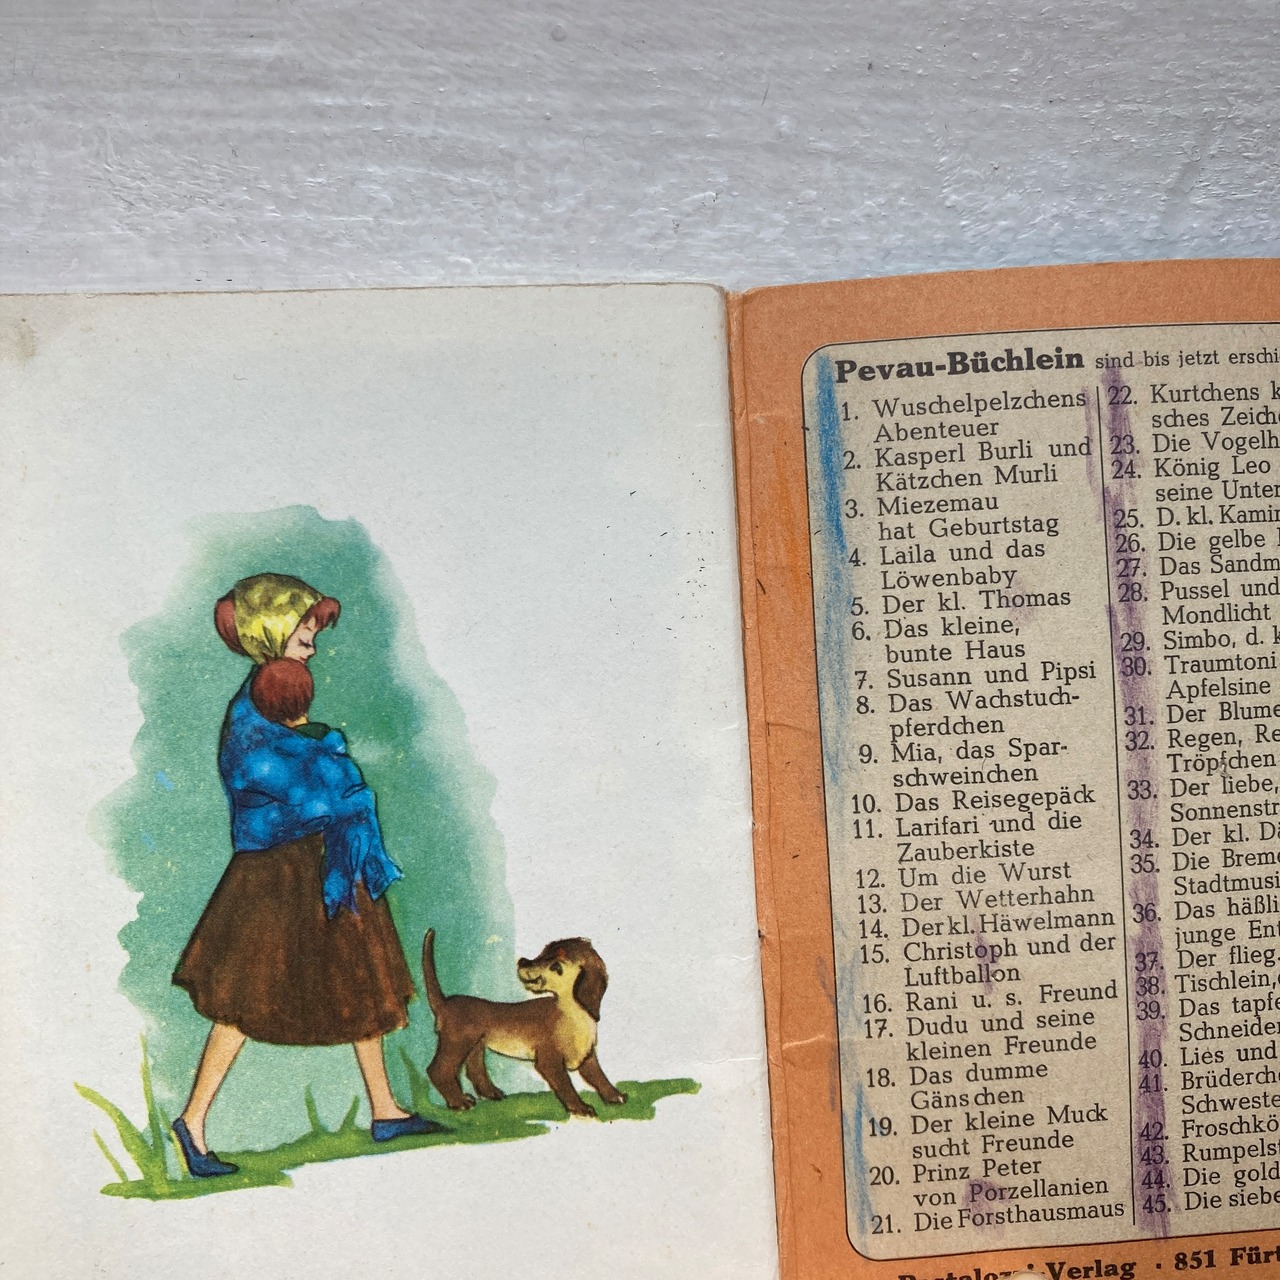 Pevau-Büchlein sind bis jetzt
1. Wuschelpelzchens
Abenteuer
2. Kasperl Burli und
Kätzchen Murli
3. Miezemau
hat Geburtstag
4. Laila und das
Löwenbaby
5. Der kl. Thomas
6. Das kleine,
bunte Haus
7. Susann und Pipsi
8. Das Wachstuch-
pferdchen
9. Mia, das Spar-
schweinchen
10. Das Reisegepäck
11. Larifari und die
Zauberkiste
12. Um die Wurst
13. Der Wetterhahn
14. Der kl. Häwelmann
15. Christoph und der
Luftballon
16. Rani u. s. Freund
17. Dudu und seine
kleinen Freunde
18. Das dumme
Gänschen
19. Der kleine Muck
sucht Freunde
20. Prinz Peter
von Porzellanien
21. Die Forsthausmaus
22. Kurtchens
sches
23. Die
24. König Leo
seine
25. D. kl.
26. Die gelbe
27. Das
28. Pussel und
Mondlicht
29. Simbo, d.
30. Traumtoni
Apfelsine
31. Der
32. Regen,
Tröpfchen
33. Der liebe,
34. Der kl.
35. Die
36. Das
junge
37. Der
38. Tischlein,
39. Das
40. Lies und
41.
42.
43.
44. Die
45. Die
-Verlag · 851